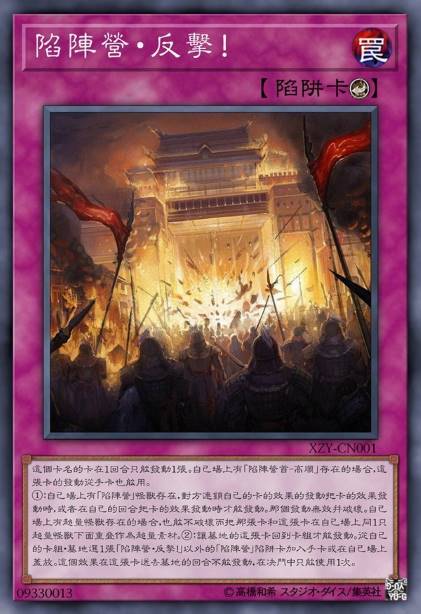 陷陣營·反擊！
罠
【陷阱卡】
XZY-CN001
這個卡名的卡在1回合只能發動1張。自己場上有「陷陣營首-高順」存在的場合，這
張卡的發動從手卡也能用。
①：自己場上有「陷陣營」怪獸存在，對方連鎖自己的卡的效果的發動把卡的效果發
動時，或者在自己的回合把卡的效果發動時才能發動。那個發動無效并破壞。自己
場上有超量怪獸存在的場合，也能不破壞而把那張卡和這張卡在自己場上1只
超量怪獸下面重疊作為超量素材。②：讓墓地的這張卡回到卡組才能發動。從自己
的卡組·墓地選1張「陷陣營·反擊！」以外的「陷陣營」陷阱卡加入手卡或在自己場上
蓋放。這個效果在這張卡送去墓地的回合不能發動，在決鬥中只能使用1次。
09330013
©高橋和希 スタジオ・ダイス/集英社